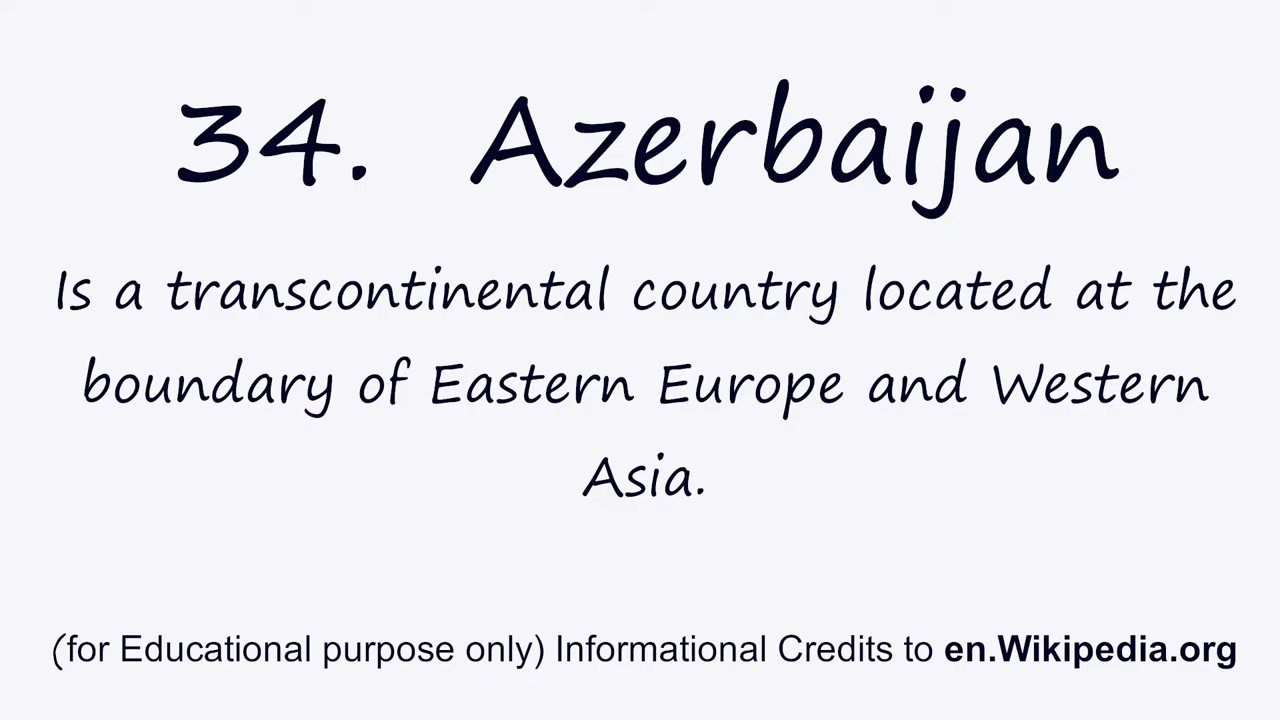 34. Azerbaijan
Is a transcontinental country located at the
boundary of Eastern Europe and Western
Asia.
(for Educational purpose only) Informational Credits to en.Wikipedia.org